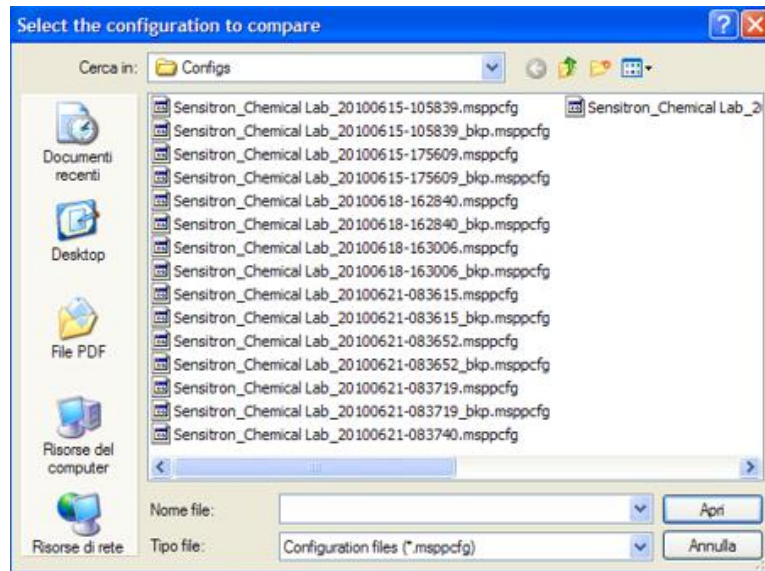 Select the configuration to compare
Cerca in:
Configs
Documenti
recenti
Desktop
File PDF
Risorse del
computer
Risorse di rete
Sensitron_Chemical Lab_20100615-105839.msppcfg
Sensitron_Chemical Lab_20100615-105839_bkp.msppcfg
Sensitron_Chemical Lab_20100615-175609.msppcfg
Sensitron_Chemical Lab_20100615-175609_bkp.msppcfg
Sensitron_Chemical Lab_20100618-162840.msppcfg
Sensitron_Chemical Lab_20100618-162840_bkp.msppcfg
Sensitron_Chemical Lab_20100618-163006.msppcfg
Sensitron_Chemical Lab_20100618-163006_bkp.msppcfg
Sensitron_Chemical Lab_20100621-083615.msppcfg
Sensitron_Chemical Lab_20100621-083615_bkp.msppcfg
Sensitron_Chemical Lab_20100621-083652.msppcfg
Sensitron_Chemical Lab_20100621-083652_bkp.msppcfg
Sensitron_Chemical Lab_20100621-083719.msppcfg
Sensitron_Chemical Lab_20100621-083719_bkp.msppcfg
Sensitron_Chemical Lab_20100621-083740.msppcfg
Sensitron_Chemical Lab_2
Nome file:
Apri
Tipo file:
Configuration files (*.msppcfg)
Annulla